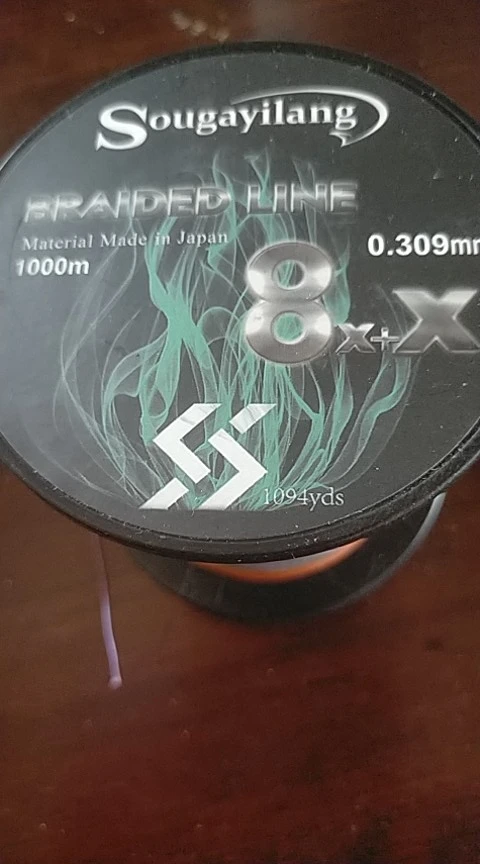 Sougayilang
BRAIDED LINE
Material Made in Japan
1000m
0.309mm
8x+X
1094yds